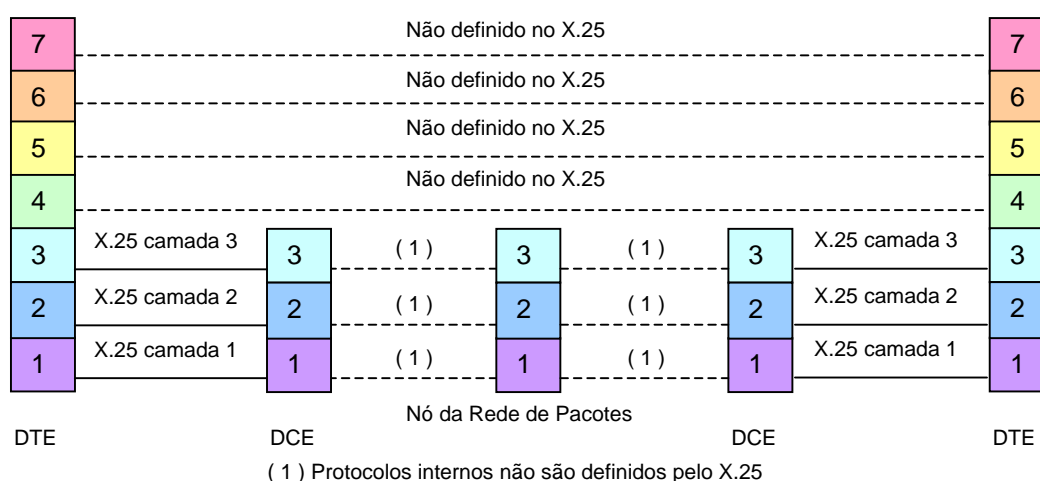 Não definido no X.25
7 7
Não definido no X.25
6 6
Não definido no X.25
5 5
Não definido no X.25
4 4
X.25 camada 3 ( 1 ) ( 1 ) X.25 camada 3
3 3 3 3 3
X.25 camada 2 ( 1 ) ( 1 ) X.25 camada 2
2 2 2 2 2
X.25 camada 1 ( 1 ) ( 1 ) X.25 camada 1
1 1 1 1 1
Nó da Rede de Pacotes
DTE DCE DCE DTE
( 1 ) Protocolos internos não são definidos pelo X.25